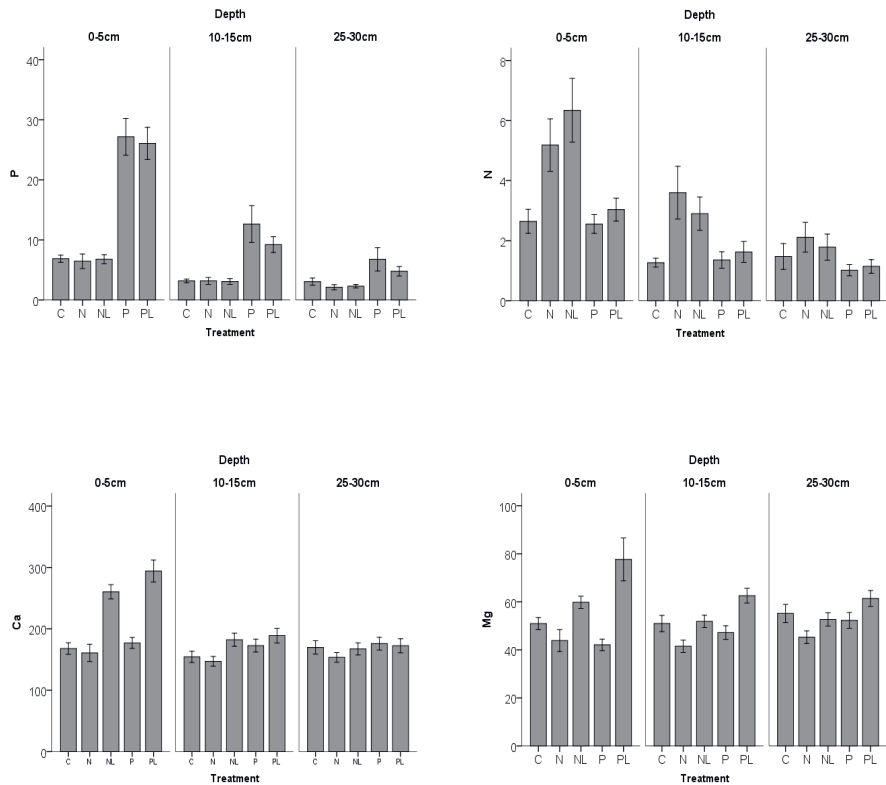 Depth
0-5cm 10-15cm 25-30cm
40
30
20
10
0
P
C N NL P PL C N NL P PL C N NL P PL
Treatment
Depth
0-5cm 10-15cm 25-30cm
8
6
4
2
0
N
C N NL P PL C N NL P PL C N NL P PL
Treatment
Depth
0-5cm 10-15cm 25-30cm
400
300
200
100
0
Ca
C N NL P PL C N NL P PL C N NL P PL
Treatment
Depth
0-5cm 10-15cm 25-30cm
100
80
60
40
20
0
Mg
C N NL P PL C N NL P PL C N NL P PL
Treatment